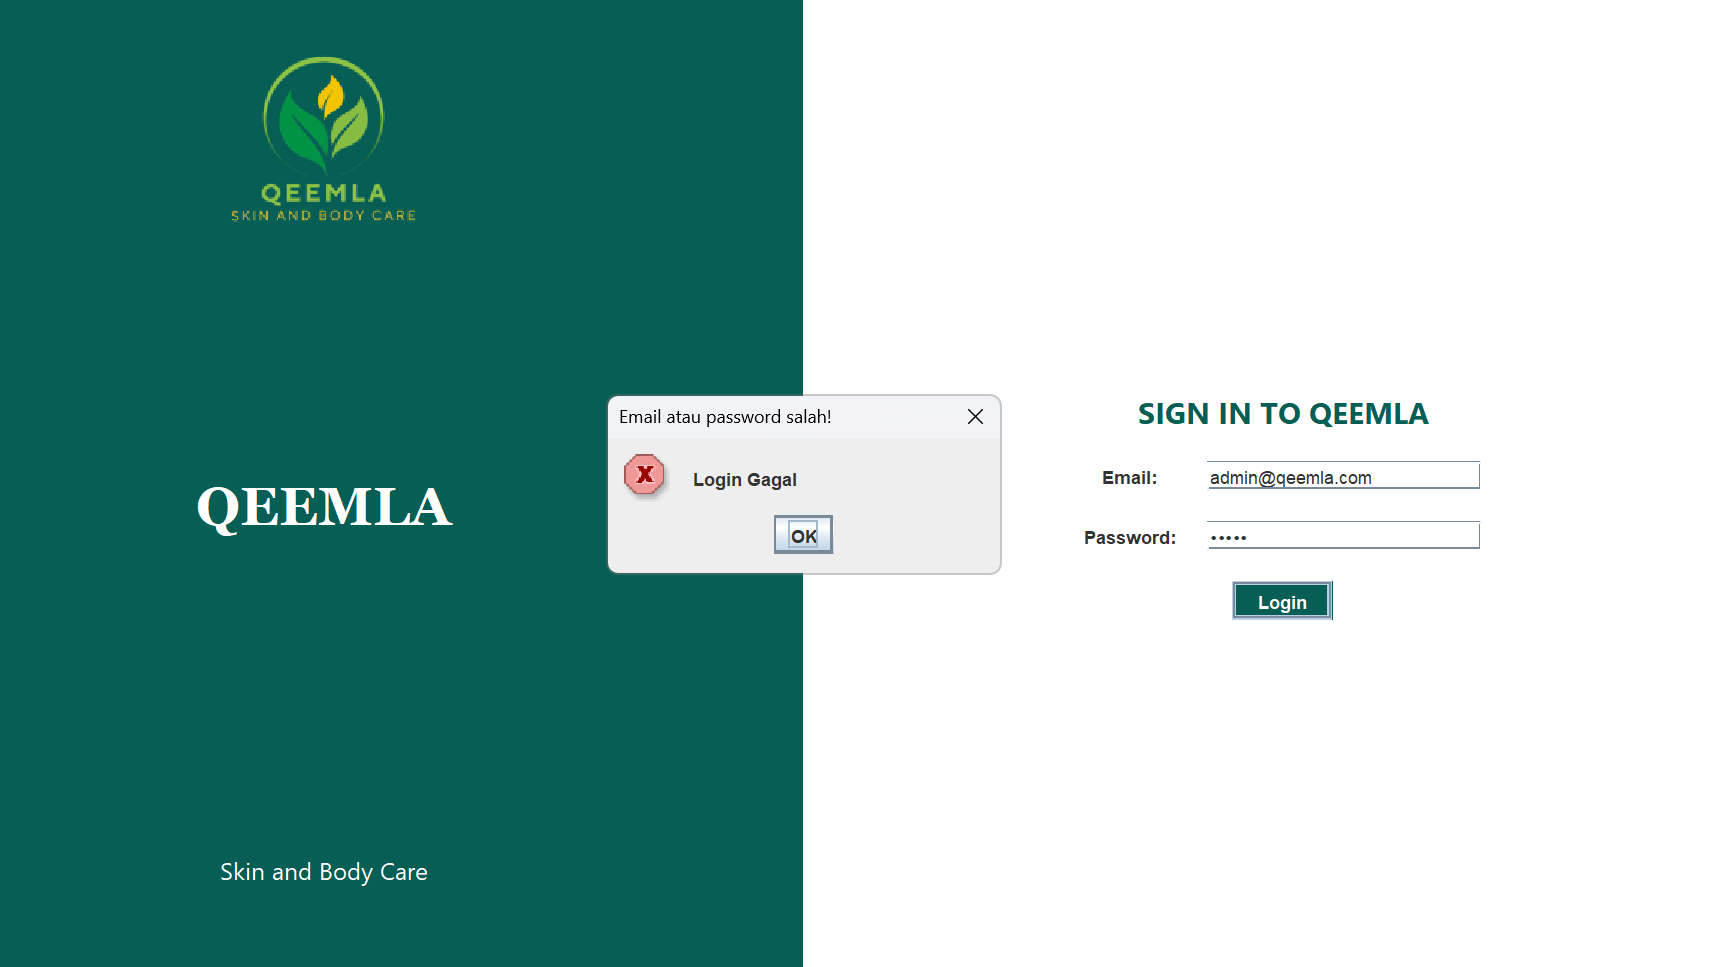 QEEMLA
SKIN AND BODY CARE
QEEMLA
Skin and Body Care
Email atau password salah!
X
Login Gagal
OK
SIGN IN TO QEEMLA
Email: admin@qeemla.com
Password: •••••
Login